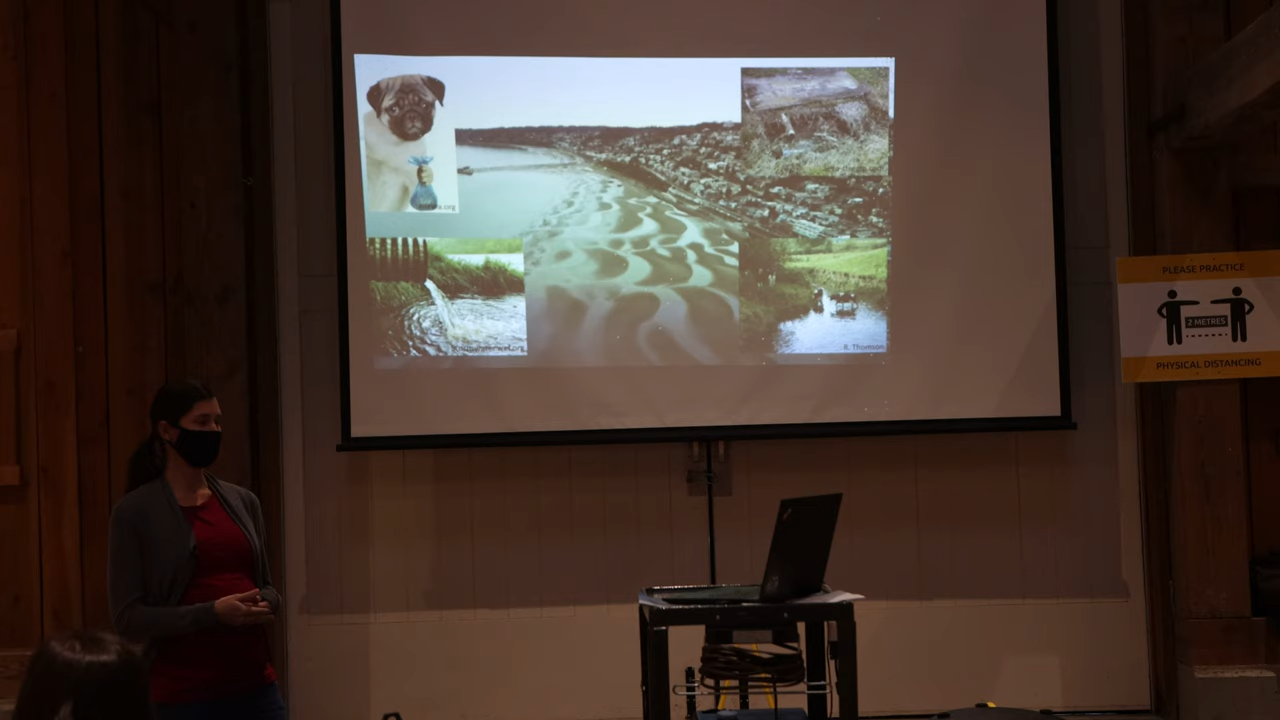 R. Thomson
PLEASE PRACTICE
2 METRES
PHYSICAL DISTANCING